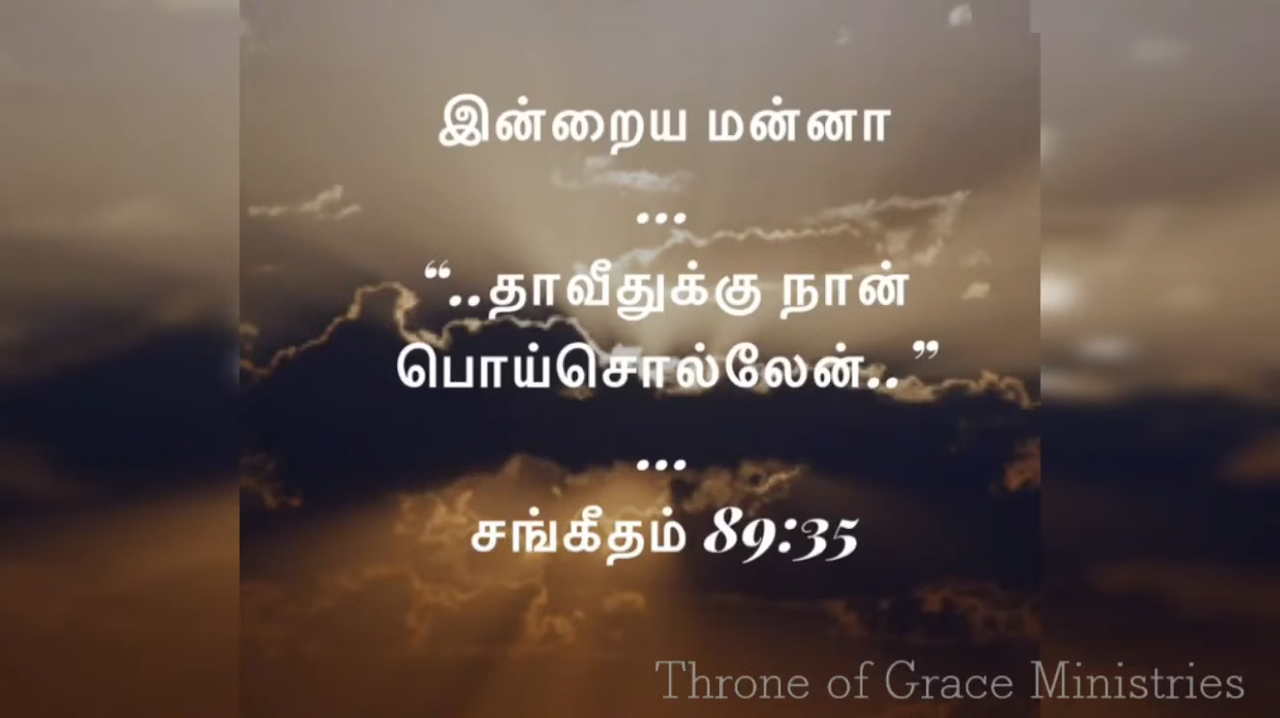 இன்றைய மன்னா
...
“..தாவீதுக்கு நான்
பொய்சொல்லேன்..”
...
சங்கீதம் 89:35
Throne of Grace Ministries